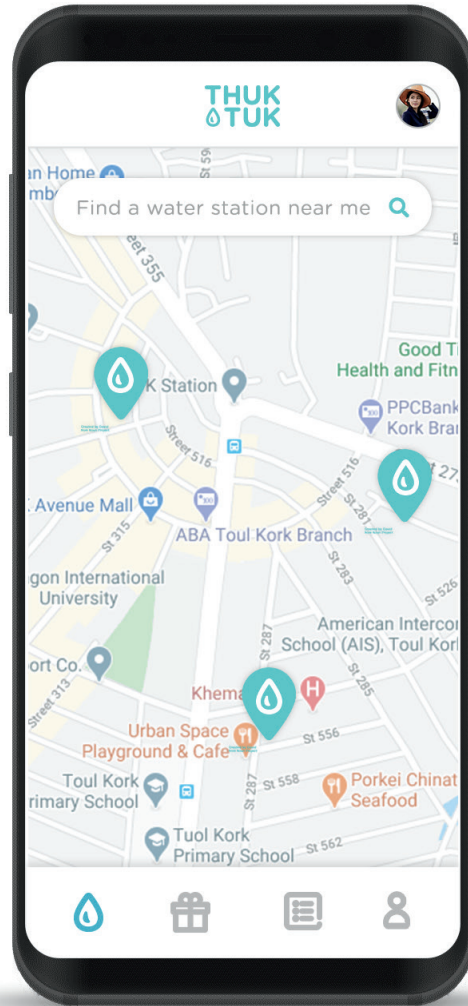 THUK
TUK
an Home
St 59
Find a water station near me
Street 355
Good T
Health and Fitn
K Station
PPCBank
Kork Bra
Street 516
Street 516
t 27
Avenue Mall
St 281
St 315
ABA Toul Kork Branch
St 283
gon International
University
St 526
American Interco
School (AIS), Toul Kor
St 287
ort Co.
St 285
Khema
Street 313
Urban Space
Playground & Cafe
St 556
Toul Kork
rimary School
St 287
St 558
Porkei China
Seafood
Tuol Kork
Primary School
St 562